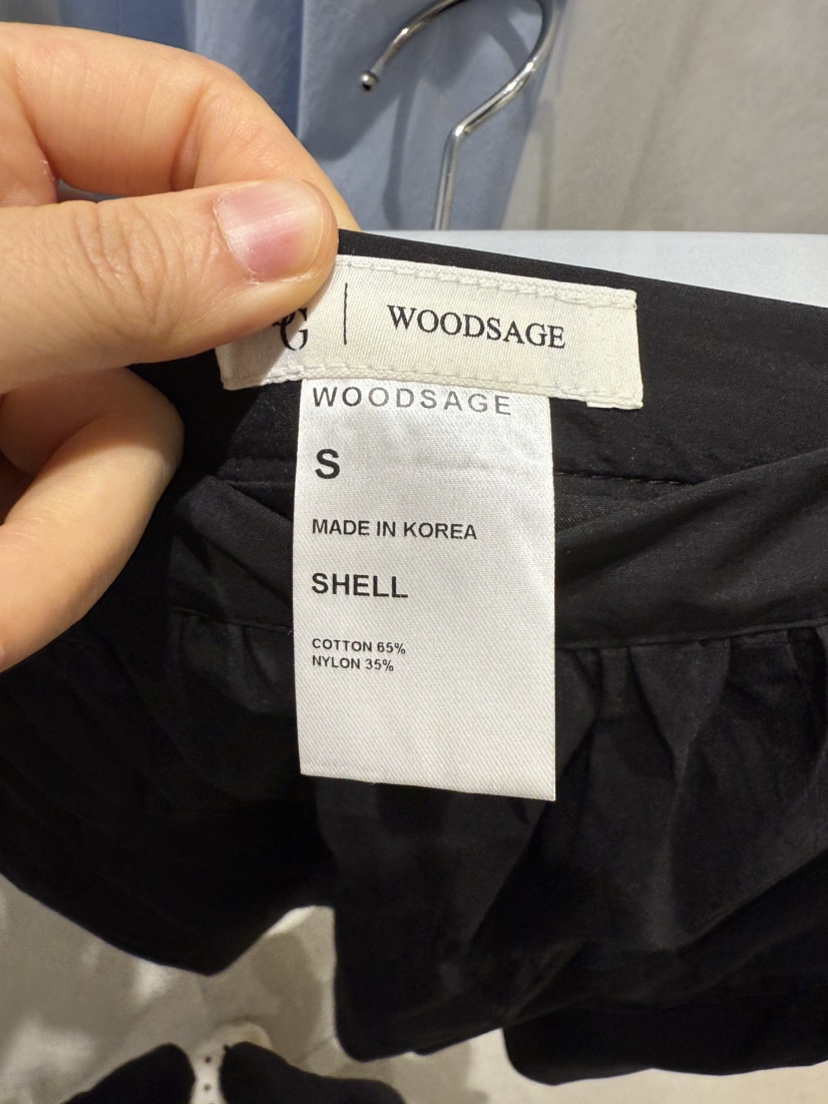 G | WOODSAGE
WOODSAGE
S
MADE IN KOREA
SHELL
COTTON 65%
NYLON 35%